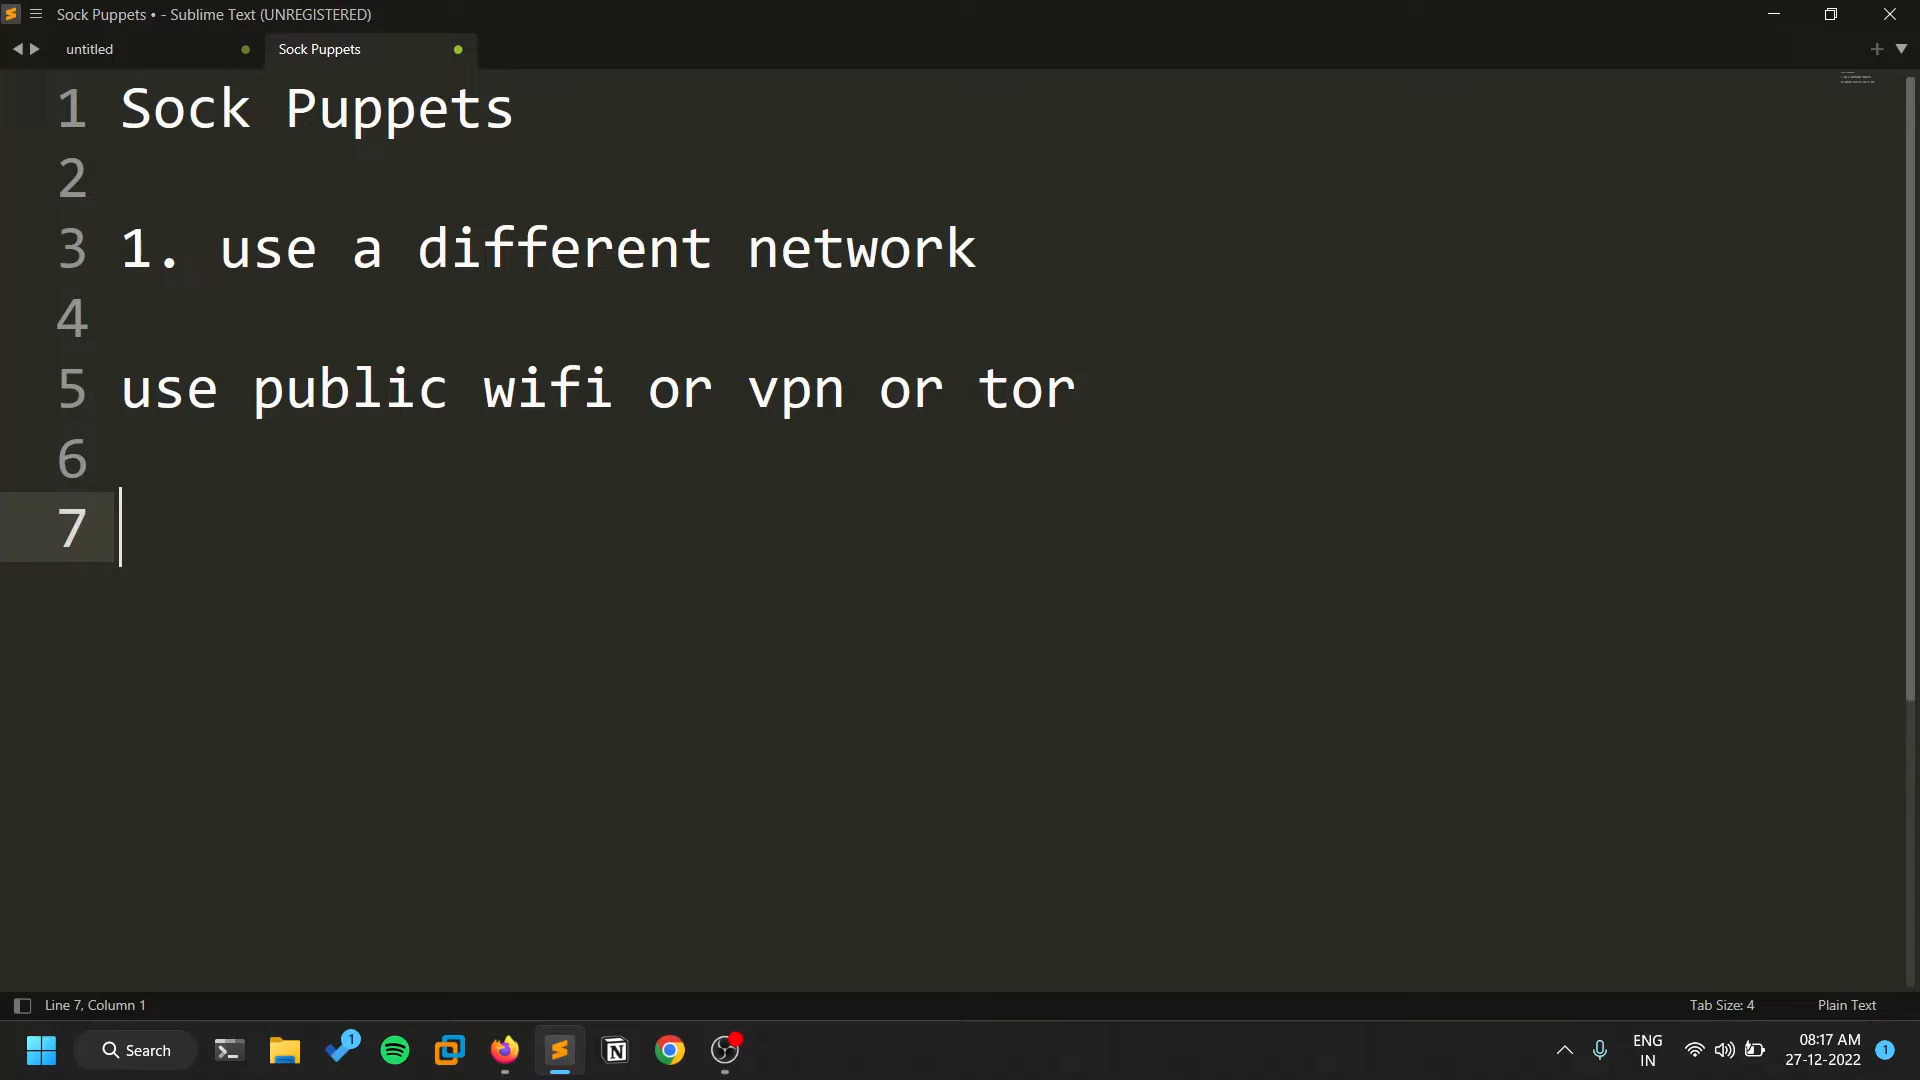 Sock Puppets • - Sublime Text (UNREGISTERED)
untitled
Sock Puppets
1 Sock Puppets
2
3 1. use a different network
4
5 use public wifi or vpn or tor
6
7
Line 7, Column 1
Tab Size: 4
Plain Text
Search
1
ENG
IN
08:17 AM
27-12-2022
1